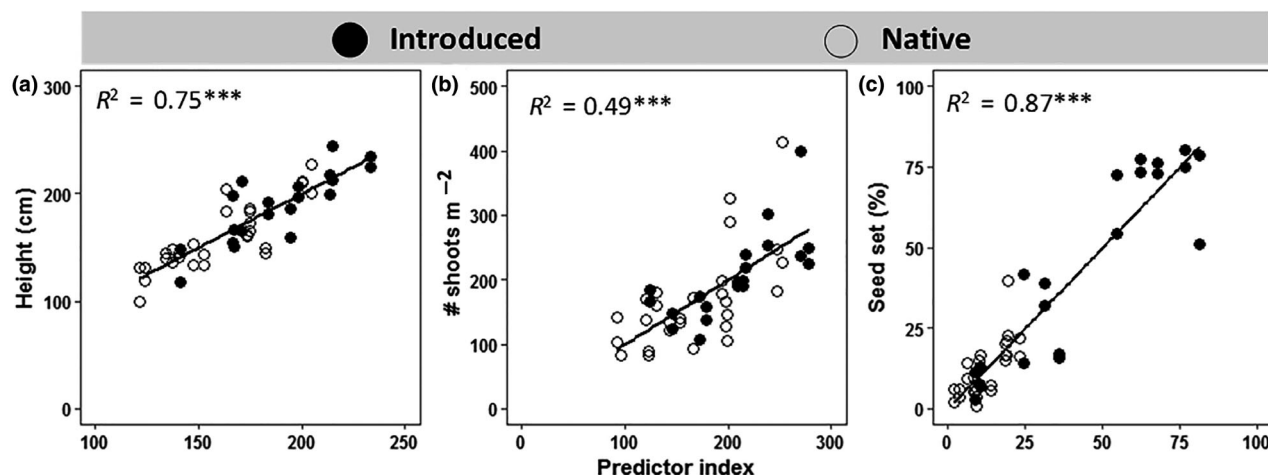 Introduced Native
(a) (b) (c)
R² = 0.75***
R² = 0.49***
R² = 0.87***
Height (cm)
300
200
100
0
100 150 200 250
# shoots m −2
500
400
300
200
100
0
0 100 200 300
Seed set (%)
100
75
50
25
0
0 25 50 75 100
Predictor index